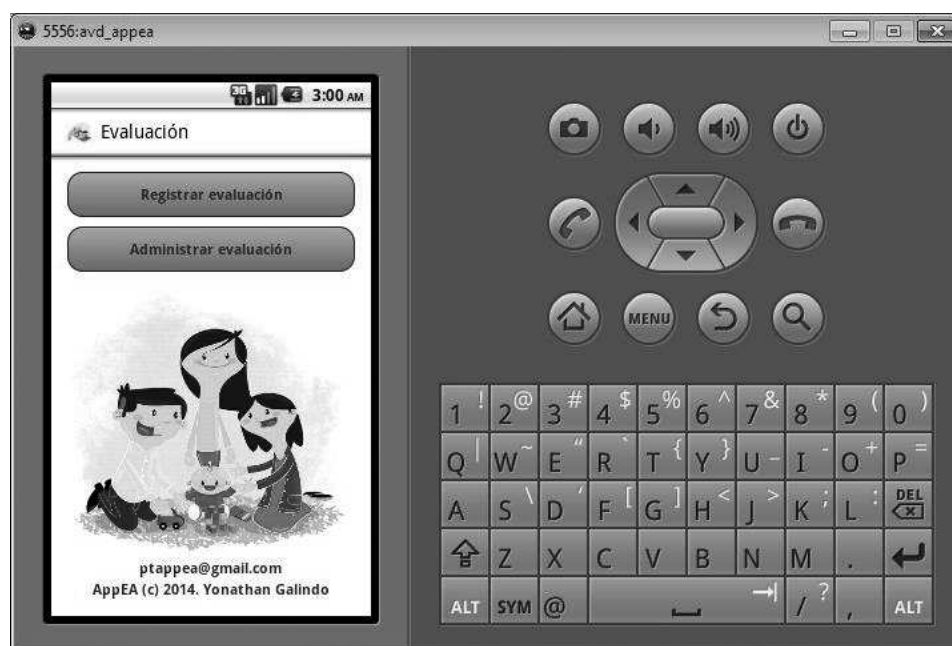 5556:avd_appea
3G 3:00 AM
Evaluación
Registrar evaluación
Administrar evaluación
ptappea@gmail.com
AppEA (c) 2014. Yonathan Galindo
MENU
1 ! 2 @ 3 # 4 $ 5 % 6 ^ 7 & 8 * 9 ( 0 )
Q | W ~ E “ R ` T { Y } U _ I - O + P =
A S \ D ‘ F [ G ] H < J > K ; L : DEL
Z X C V B N M .
ALT SYM @ / ? , ALT